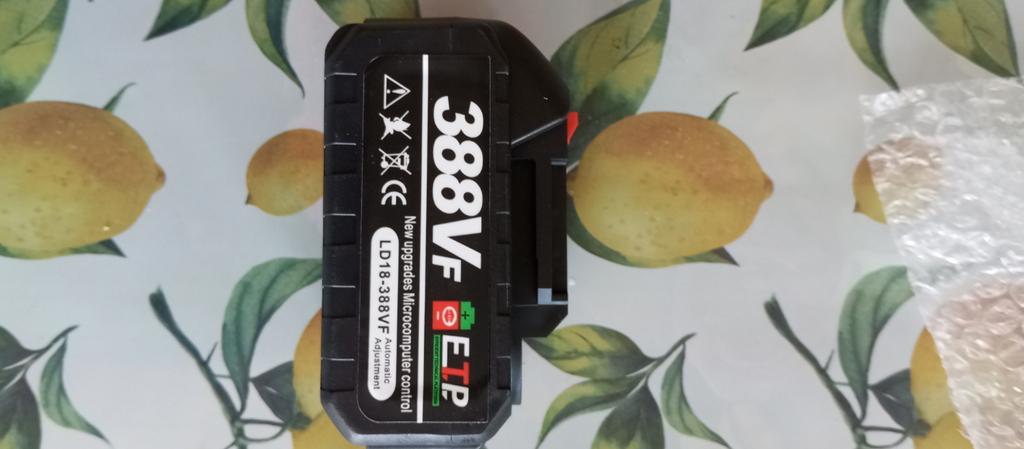 388VF
ETP
New upgrades Microcomputer control
CE
LD18-388VF
Automatic
Adjustment